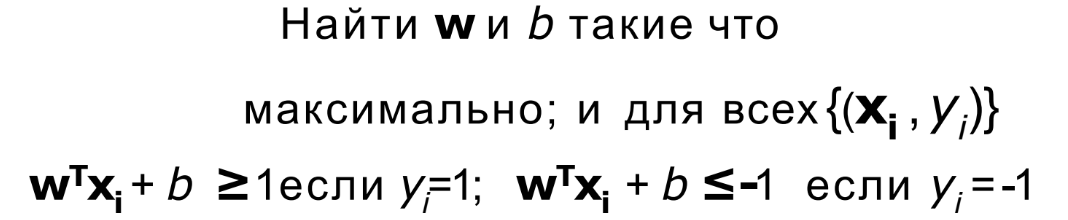 Найти w и b такие что
максимально; и для всех {(xᵢ , yᵢ)}
wᵀxᵢ + b ≥1если yᵢ=1; wᵀxᵢ + b ≤-1 если yᵢ = -1